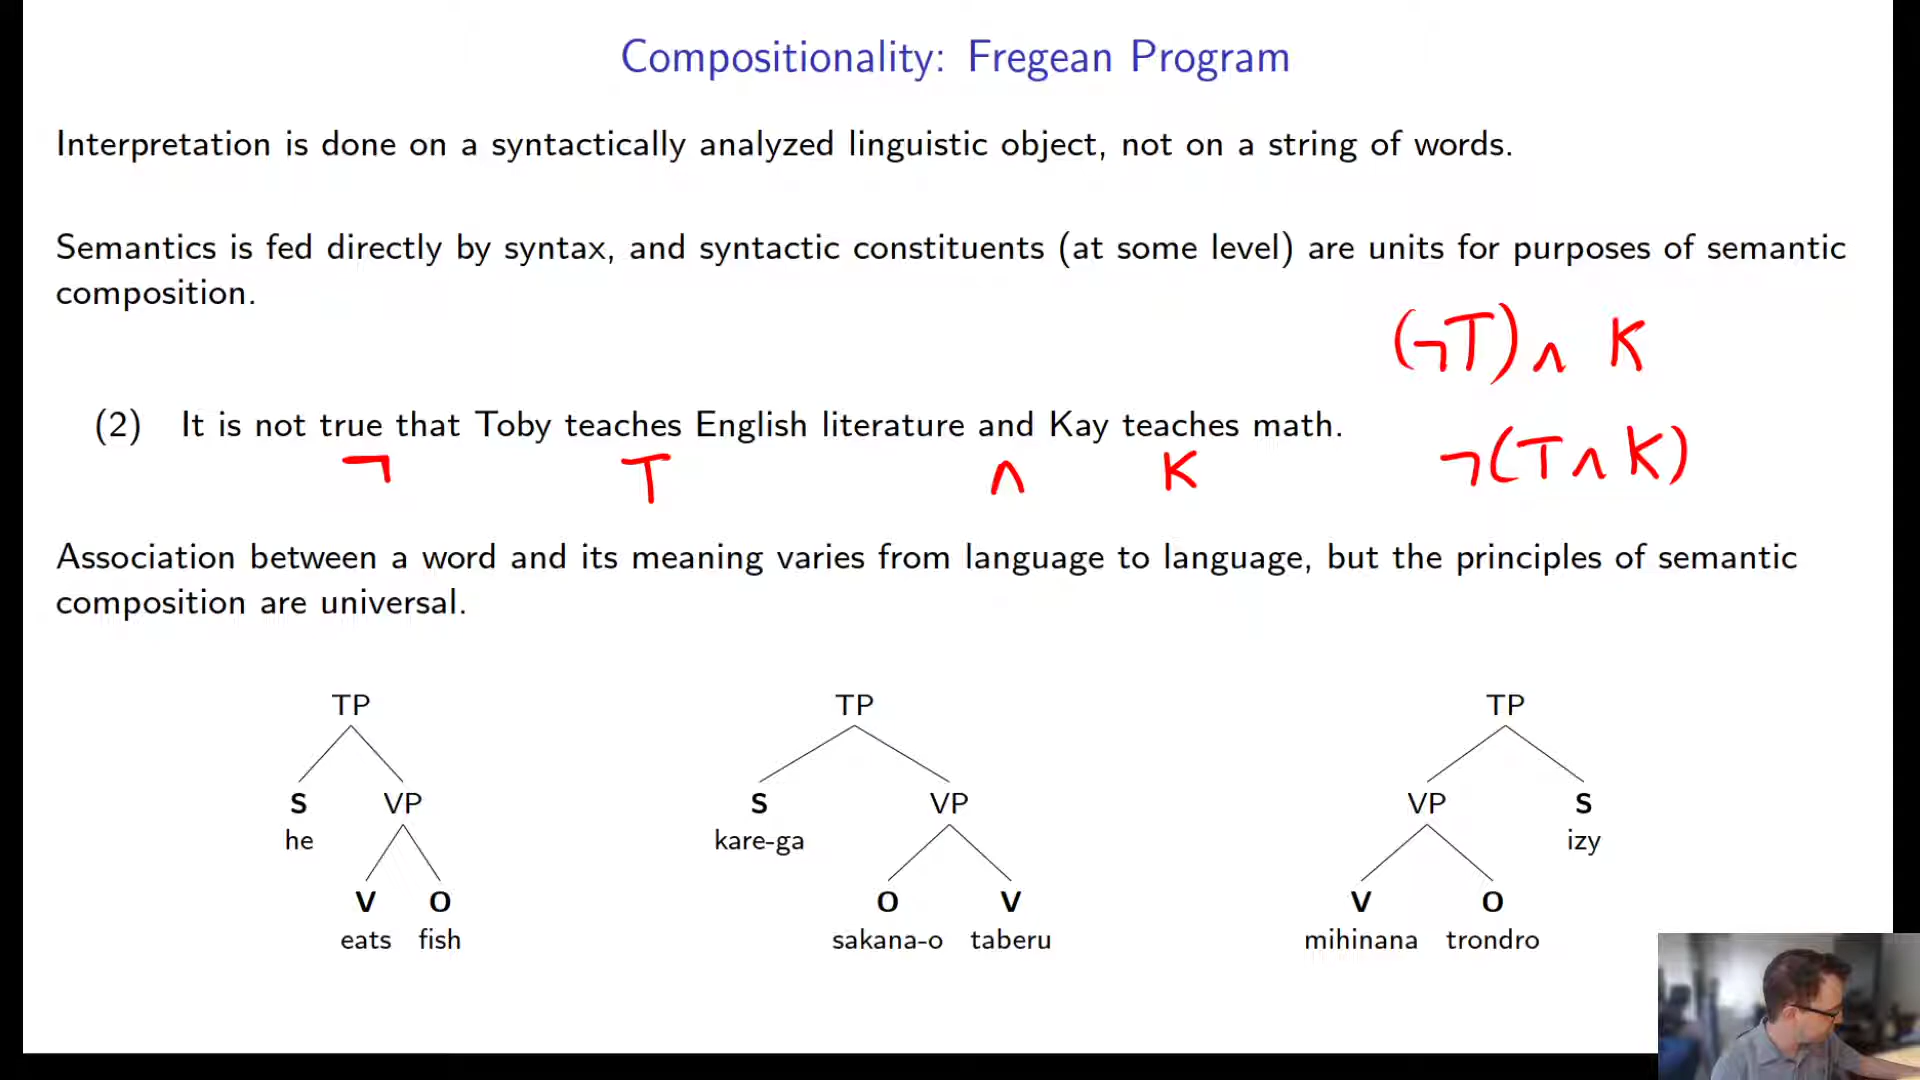 Compositionality: Fregean Program
Interpretation is done on a syntactically analyzed linguistic object, not on a string of words.
Semantics is fed directly by syntax, and syntactic constituents (at some level) are units for purposes of semantic
composition.
(¬T) ∧ K
(2) It is not true that Toby teaches English literature and Kay teaches math.
¬(T ∧ K)
¬ T ∧ K
Association between a word and its meaning varies from language to language, but the principles of semantic
composition are universal.
TP TP TP
S VP S VP VP S
he kare-ga izy
V O O V V O
eats fish sakana-o taberu mihinana trondro